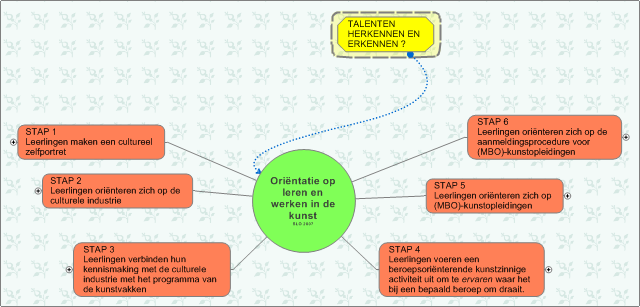 TALENTEN
HERKENNEN EN
ERKENNEN ?
STAP 1
Leerlingen maken een cultureel
zelfportret
STAP 2
Leerlingen oriënteren zich op de
culturele industrie
STAP 3
Leerlingen verbinden hun
kennismaking met de culturele
industrie met het programma van
de kunstvakken
Oriëntatie op
leren en
werken in de
kunst
SLO 2007
STAP 6
Leerlingen oriënteren zich op de
aanmeldingsprocedure voor
(MBO)-kunstopleidingen
STAP 5
Leerlingen oriënteren zich op
(MBO)-kunstopleidingen
STAP 4
Leerlingen voeren een
beroepsoriënterende kunstzinnige
activiteit uit om te ervaren waar het
bij een bepaald beroep om draait.